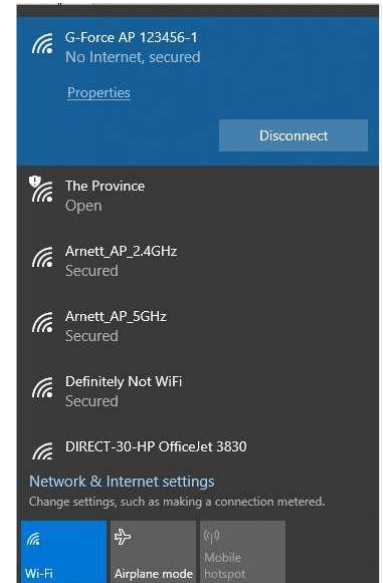 G-Force AP 123456-1
No Internet, secured
Properties
Disconnect
The Province
Open
Arnett_AP_2.4GHz
Secured
Arnett_AP_5GHz
Secured
Definitely Not WiFi
Secured
DIRECT-30-HP OfficeJet 3830
Network & Internet settings
Change settings, such as making a connection metered.
Wi-Fi
Airplane mode
Mobile
hotspot